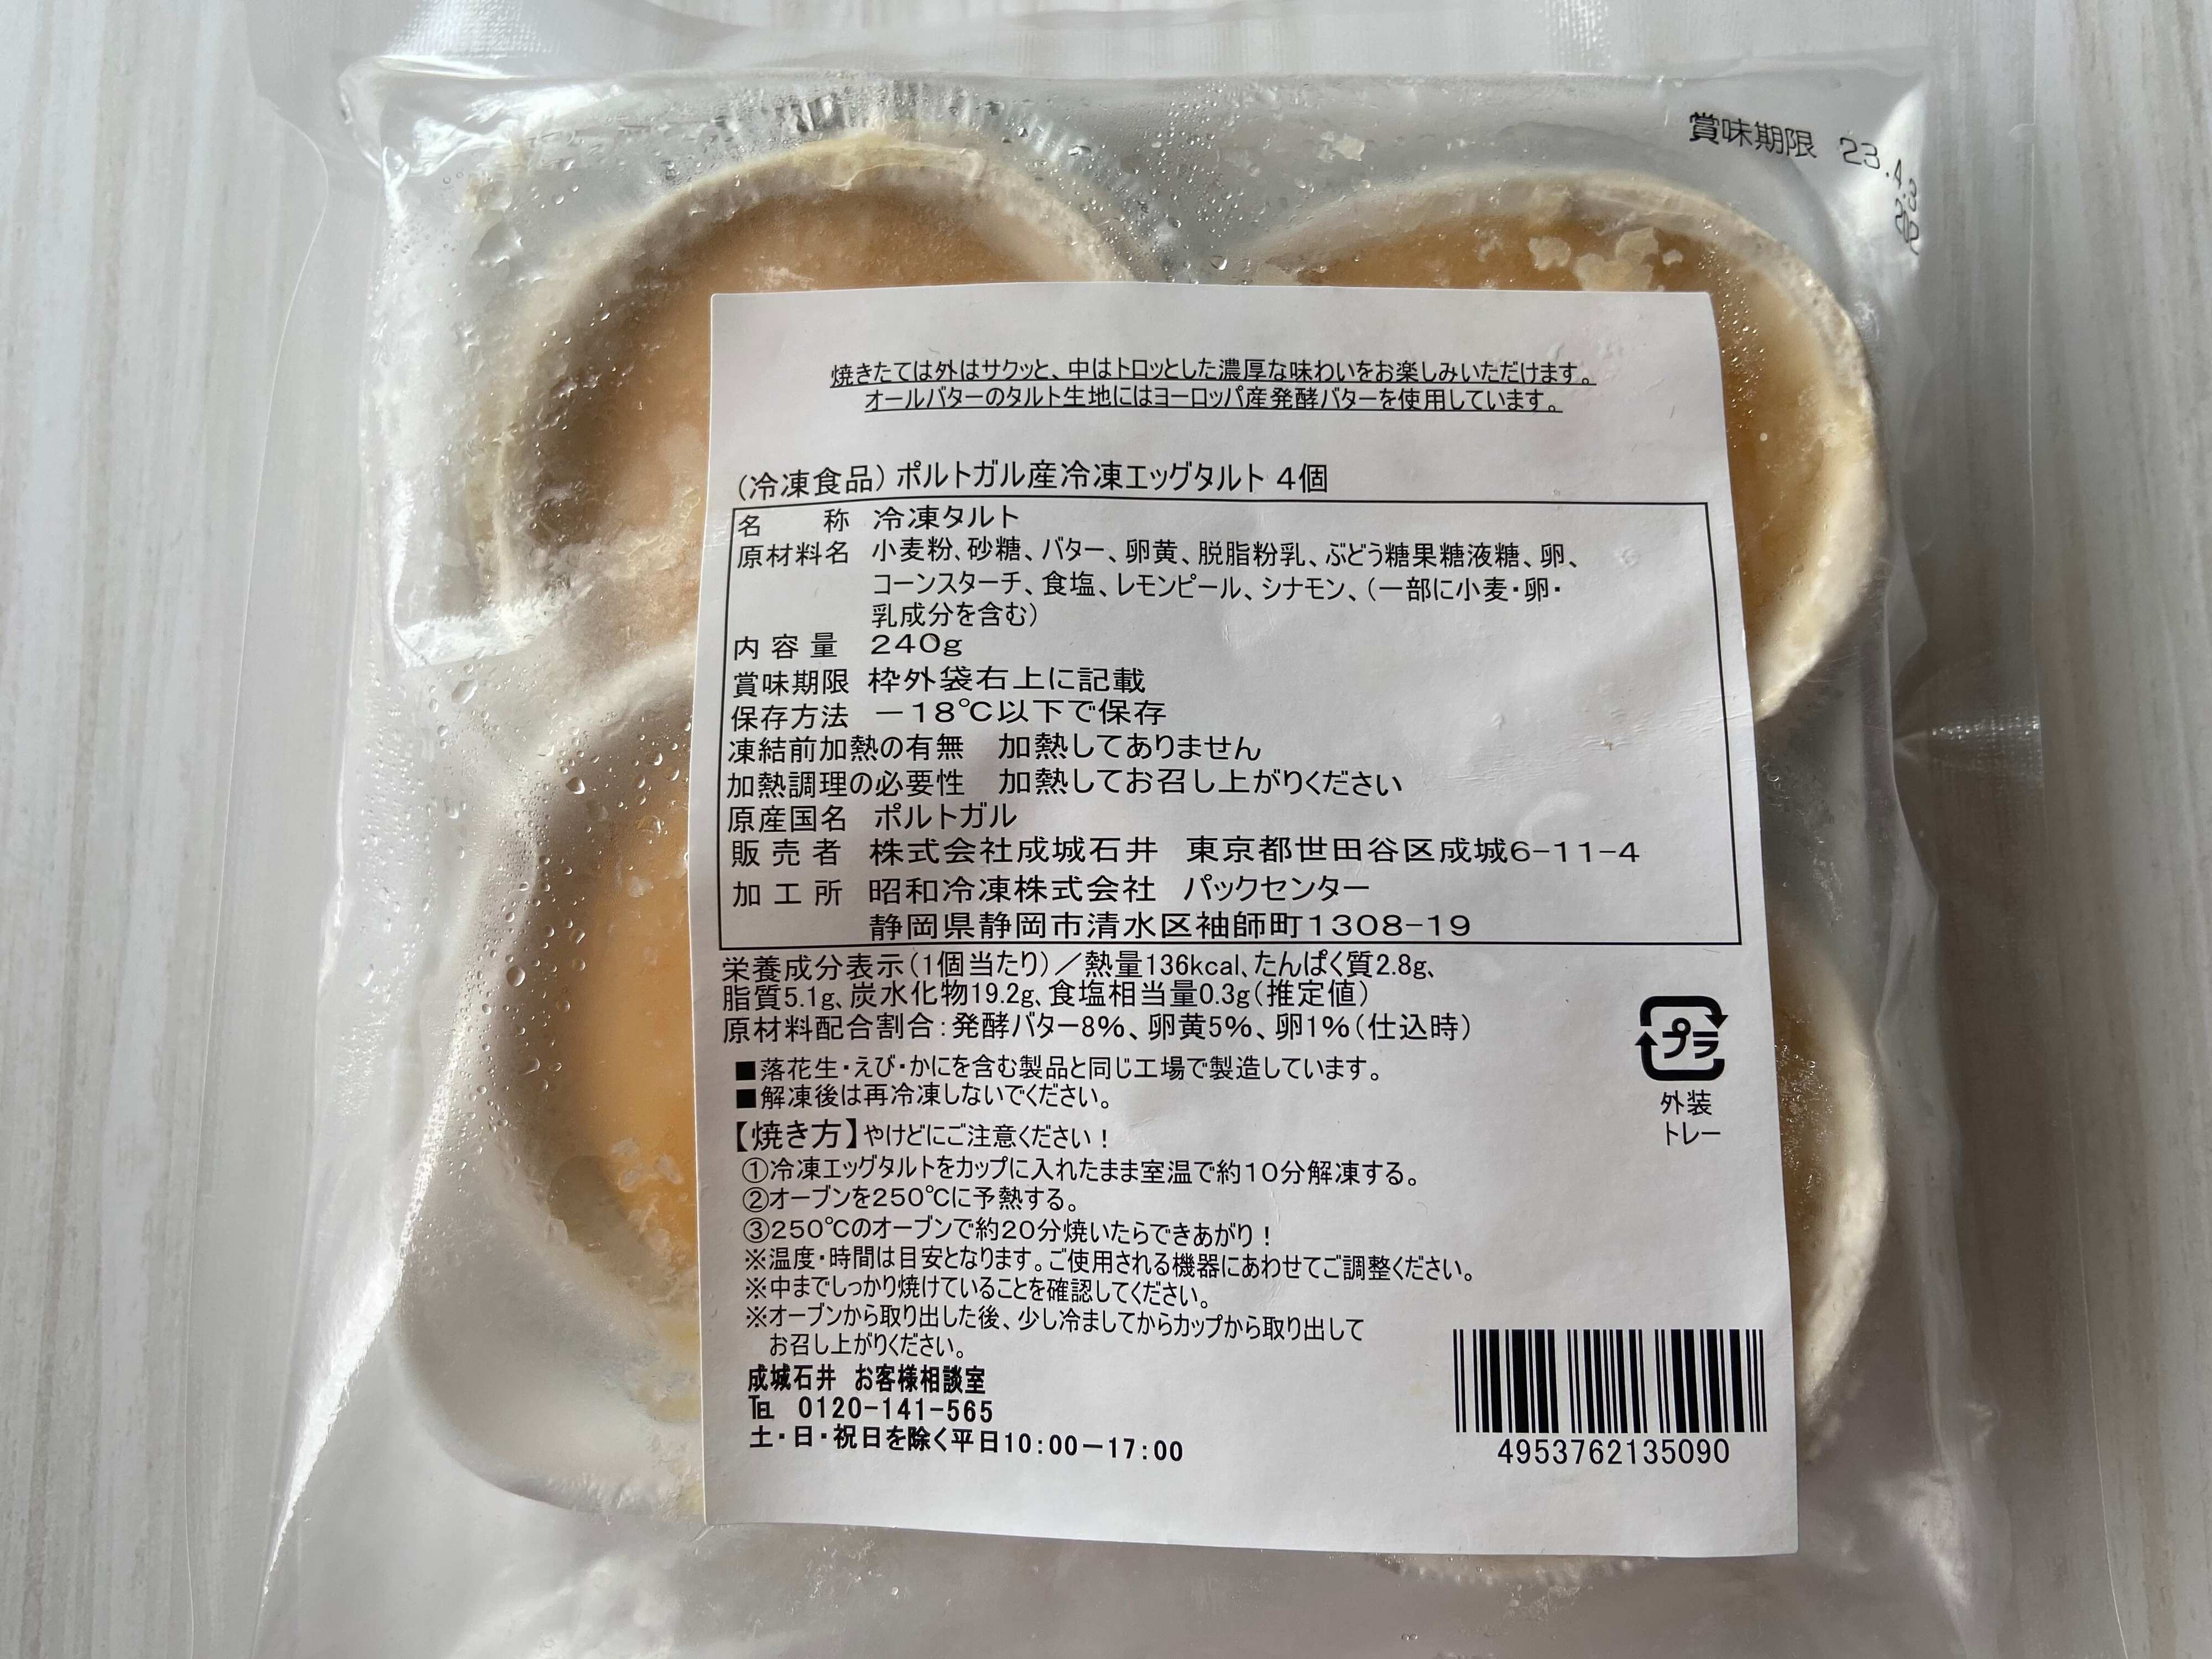 賞味期限 23.4.3
焼きたては外はサクッと、中はトロッとした濃厚な味わいをお楽しみいただけます。
オールバターのタルト生地にはヨーロッパ産発酵バターを使用しています。
(冷凍食品)ポルトガル産冷凍エッグタルト 4個
名 称 冷凍タルト
原材料名 小麦粉、砂糖、バター、卵黄、脱脂粉乳、ぶどう糖果糖液糖、卵、
コーンスターチ、食塩、レモンピール、シナモン、(一部に小麦・卵・
乳成分を含む)
内容量 240g
賞味期限 枠外袋右上に記載
保存方法 －18℃以下で保存
凍結前加熱の有無 加熱してありません
加熱調理の必要性 加熱してお召し上がりください
原産国名 ポルトガル
販売者 株式会社成城石井 東京都世田谷区成城6-11-4
加工所 昭和冷凍株式会社 パックセンター
静岡県静岡市清水区袖師町1308-19
栄養成分表示(1個当たり)／熱量136kcal、たんぱく質2.8g、
脂質5.1g、炭水化物19.2g、食塩相当量0.3g(推定値)
原材料配合割合:発酵バター8%、卵黄5%、卵1%(仕込時)
■落花生・えび・かにを含む製品と同じ工場で製造しています。
■解凍後は再冷凍しないでください。
プラ
外装
トレー
【焼き方】やけどにご注意ください！
①冷凍エッグタルトをカップに入れたまま室温で約10分解凍する。
②オーブンを250℃に予熱する。
③250℃のオーブンで約20分焼いたらできあがり！
※温度・時間は目安となります。ご使用される機器にあわせてご調整ください。
※中までしっかり焼けていることを確認してください。
※オーブンから取り出した後、少し冷ましてからカップから取り出して
お召し上がりください。
成城石井 お客様相談室
℡ 0120-141-565
土・日・祝日を除く平日10:00－17:00
4953762135090